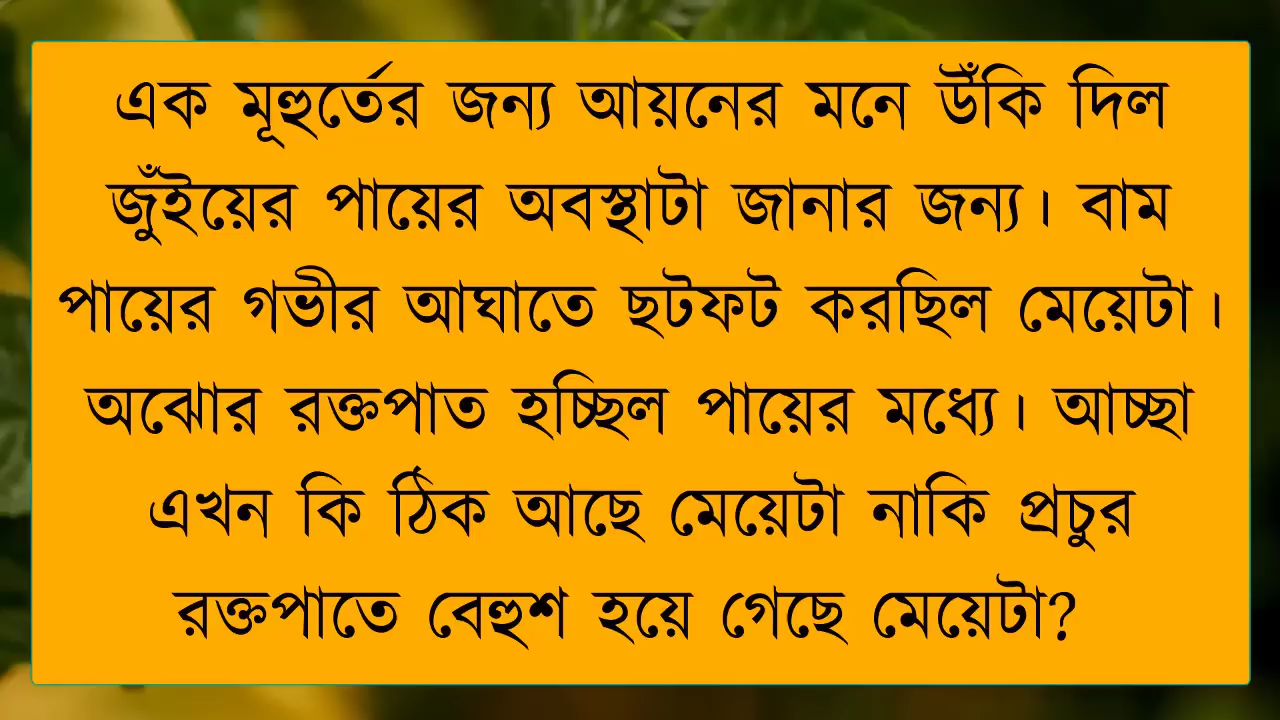 এক মূহুর্তের জন্য আয়নের মনে উঁকি দিল
জুঁইয়ের পায়ের অবস্থাটা জানার জন্য। বাম
পায়ের গভীর আঘাতে ছটফট করছিল মেয়েটা।
অঝোর রক্তপাত হচ্ছিল পায়ের মধ্যে। আচ্ছা
এখন কি ঠিক আছে মেয়েটা নাকি প্রচুর
রক্তপাতে বেহুশ হয়ে গেছে মেয়েটা?